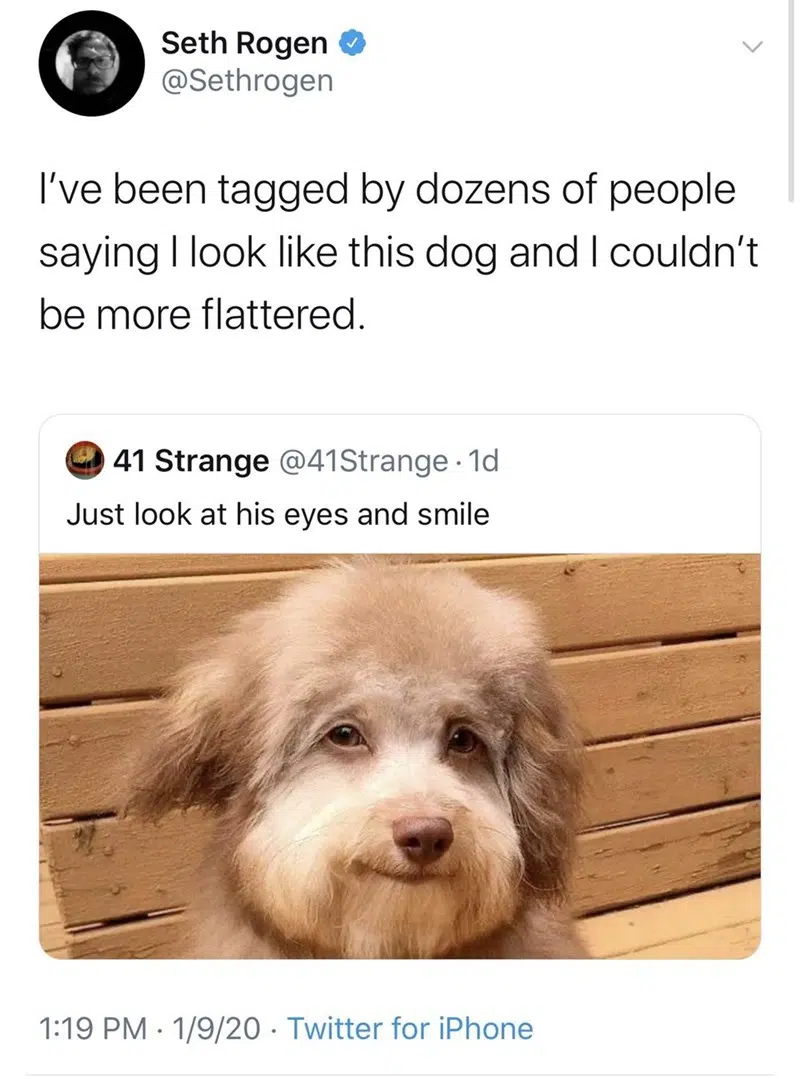 Seth Rogen
@Sethrogen
I’ve been tagged by dozens of people
saying I look like this dog and I couldn’t
be more flattered.
41 Strange @41Strange · 1d
Just look at his eyes and smile
1:19 PM · 1/9/20 · Twitter for iPhone